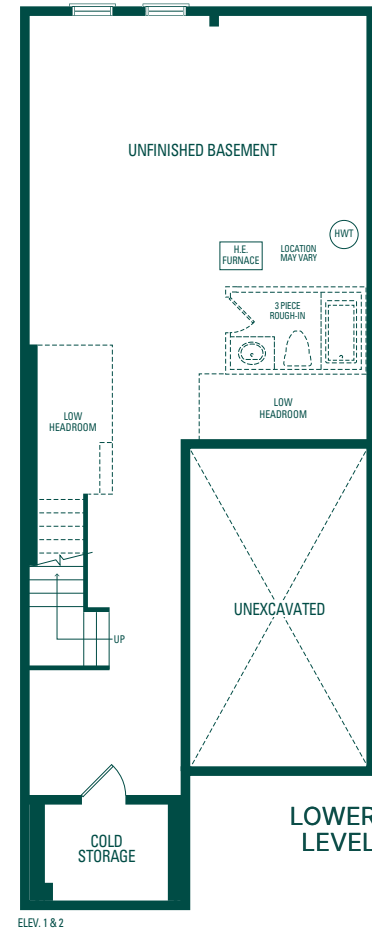 UNFINISHED BASEMENT
HWT
H.E.
FURNACE
LOCATION
MAY VARY
3 PIECE
ROUGH-IN
LOW
HEADROOM
LOW
HEADROOM
UNEXCAVATED
UP
LOWER
LEVEL
COLD
STORAGE
ELEV. 1 & 2